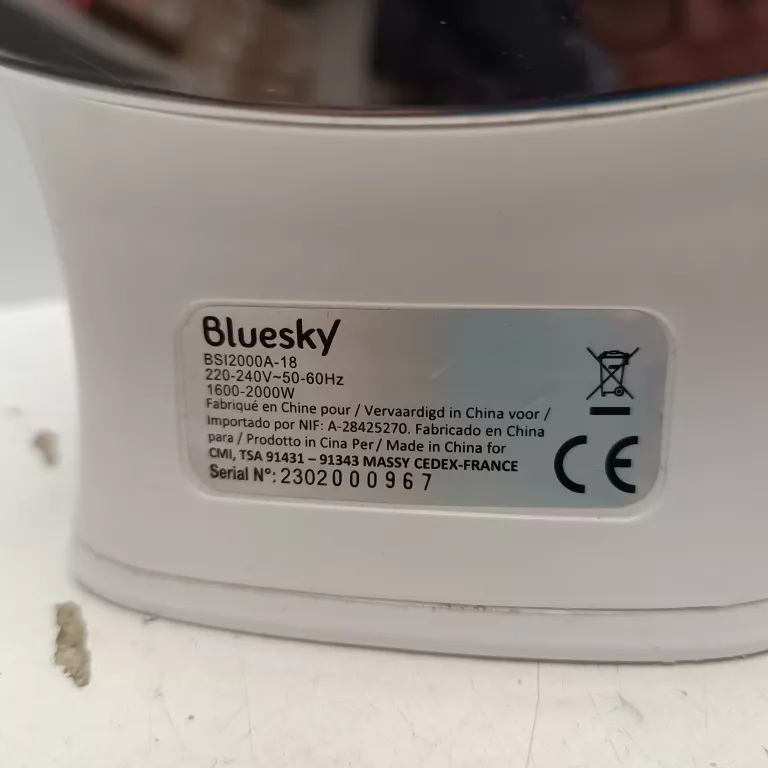 Bluesky
BSI2000A-18
220-240V~50-60Hz
1600-2000W
Fabriqué en Chine pour / Vervaardigd in China voor /
Importado por NIF: A-28425270. Fabricado en China
para / Prodotto in Cina Per / Made in China for
CMI, TSA 91431 – 91343 MASSY CEDEX-FRANCE
Serial N°: 2302000967
CE